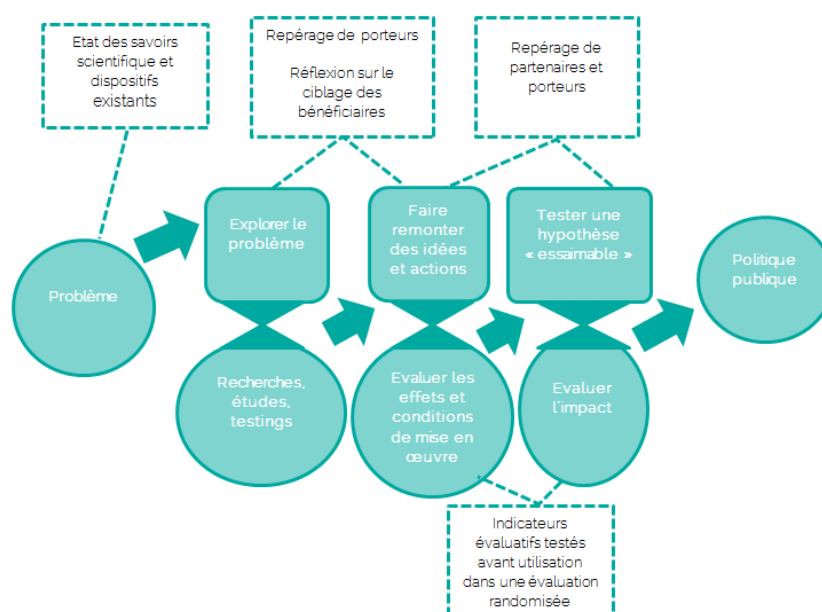 Etat des savoirs
scientifique et
dispositifs
existants
Repérage de porteurs
Réflexion sur le
ciblage des
bénéficiaires
Repérage de
partenaires et
porteurs
Problème
Explorer le
problème
Faire
remonter
des idées
et actions
Tester une
hypothèse
« essaimable »
Politique
publique
Recherches,
études,
testings
Evaluer les
effets et
conditions
de mise en
œuvre
Evaluer
l'impact
Indicateurs
évaluatifs testés
avant utilisation
dans une évaluation
randomisée